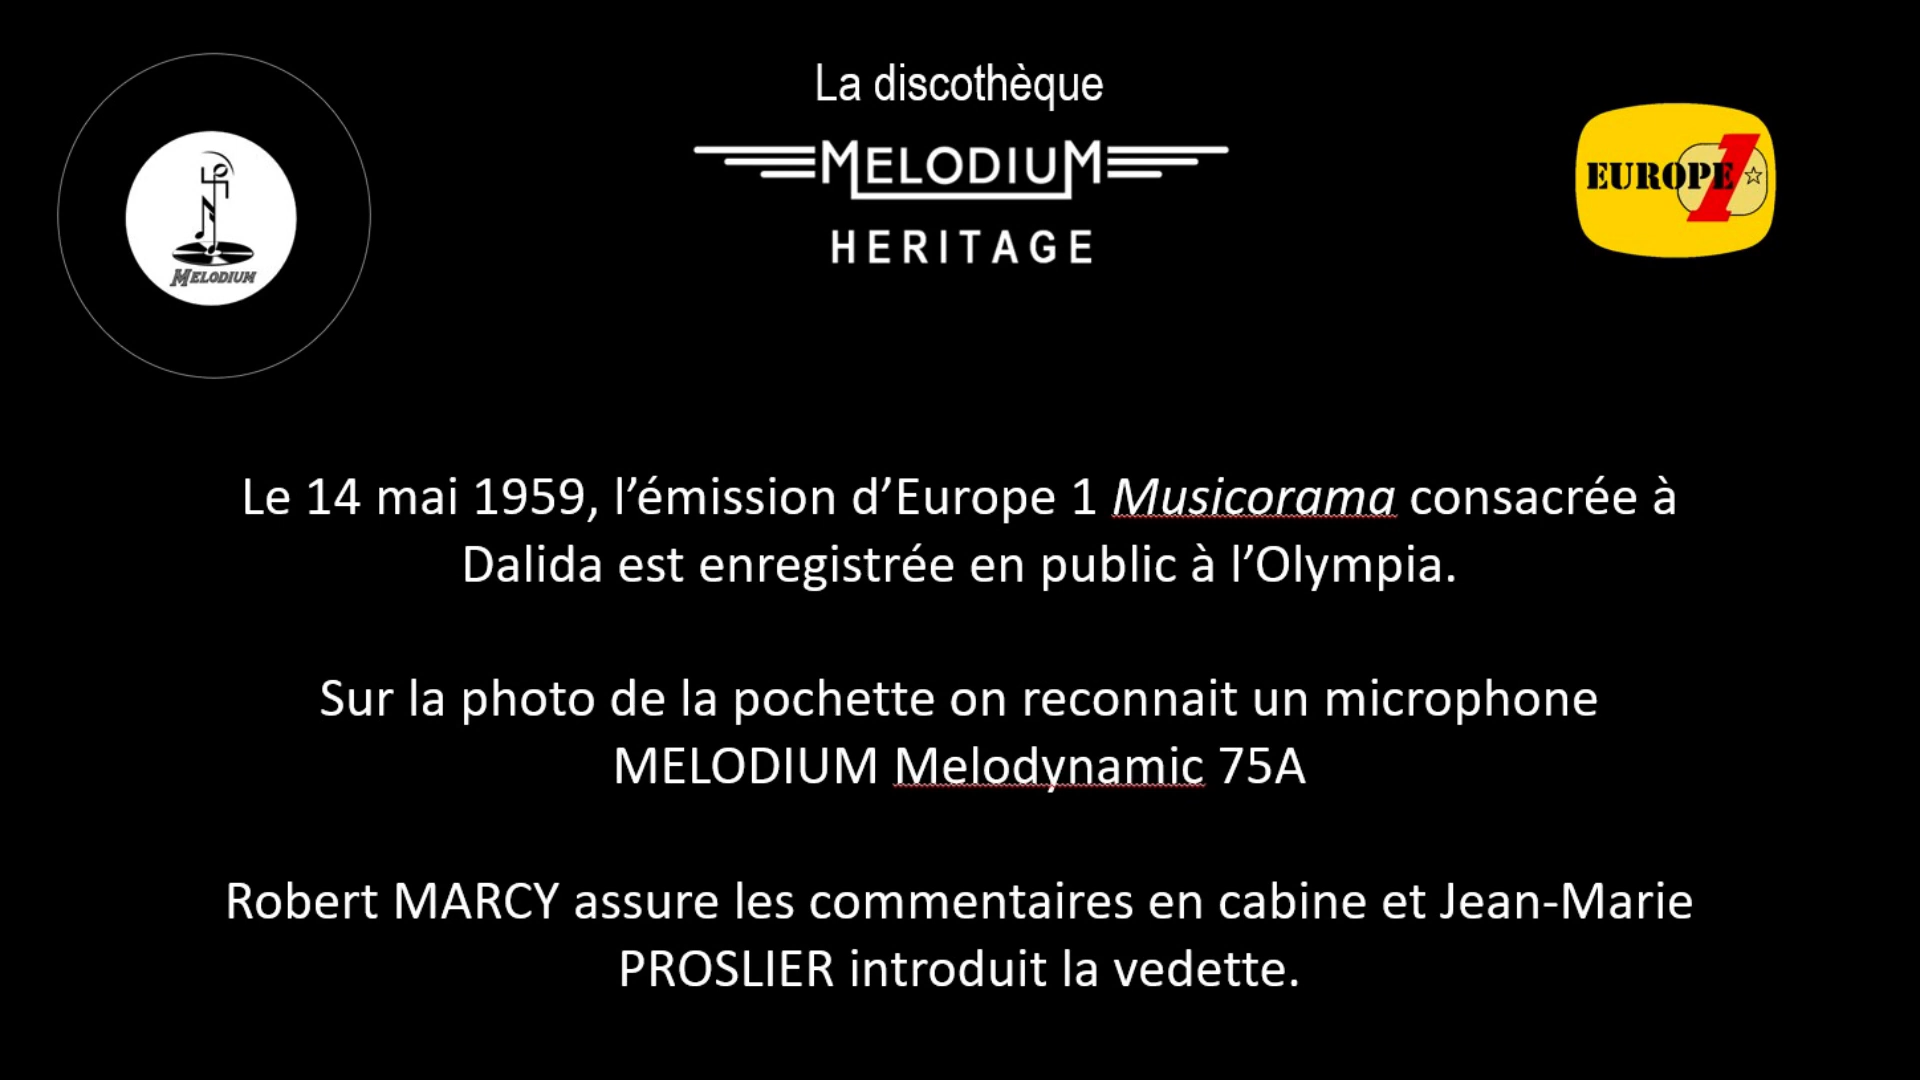 La discothèque
MELODIUM
HERITAGE
MELODIUM
EUROPE 1
Le 14 mai 1959, l’émission d’Europe 1 Musicorama consacrée à
Dalida est enregistrée en public à l’Olympia.
Sur la photo de la pochette on reconnait un microphone
MELODIUM Melodynamic 75A
Robert MARCY assure les commentaires en cabine et Jean-Marie
PROSLIER introduit la vedette.